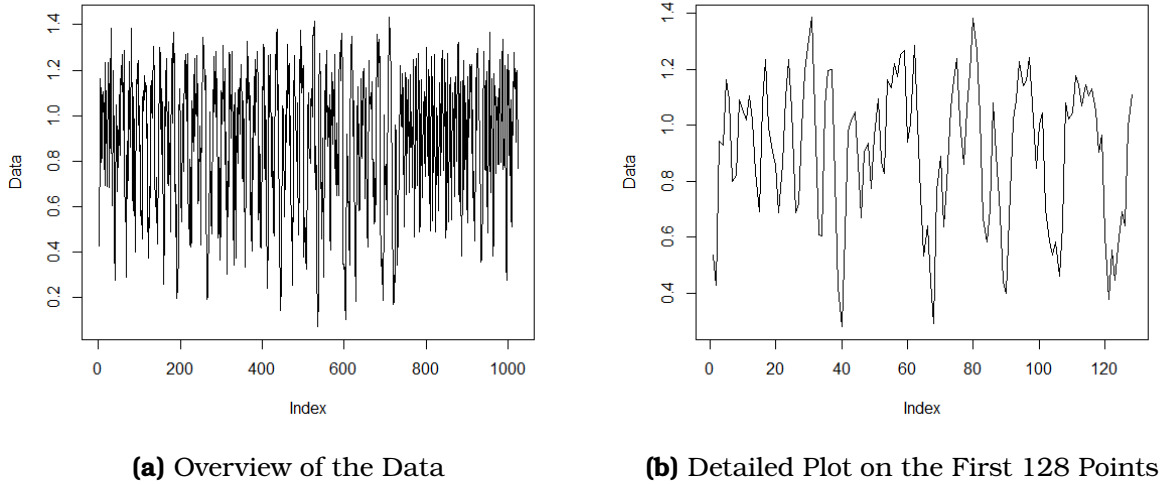 Data
1.4
1.2
1.0
0.8
0.6
0.4
0.2
0 200 400 600 800 1000
Index
(a) Overview of the Data
Data
1.4
1.2
1.0
0.8
0.6
0.4
0 20 40 60 80 100 120
Index
(b) Detailed Plot on the First 128 Points